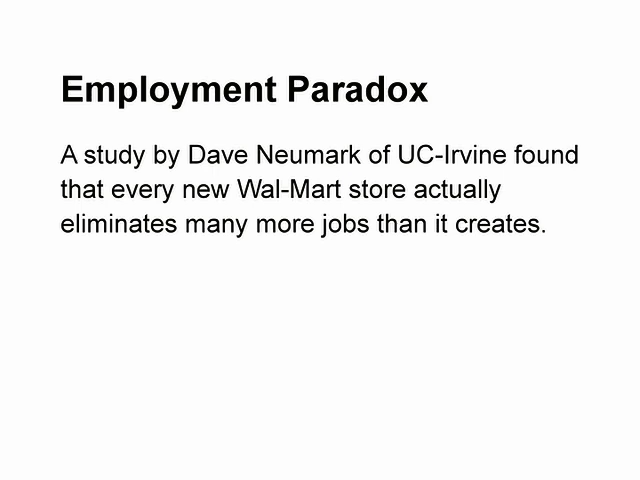 Employment Paradox
A study by Dave Neumark of UC-Irvine found
that every new Wal-Mart store actually
eliminates many more jobs than it creates.